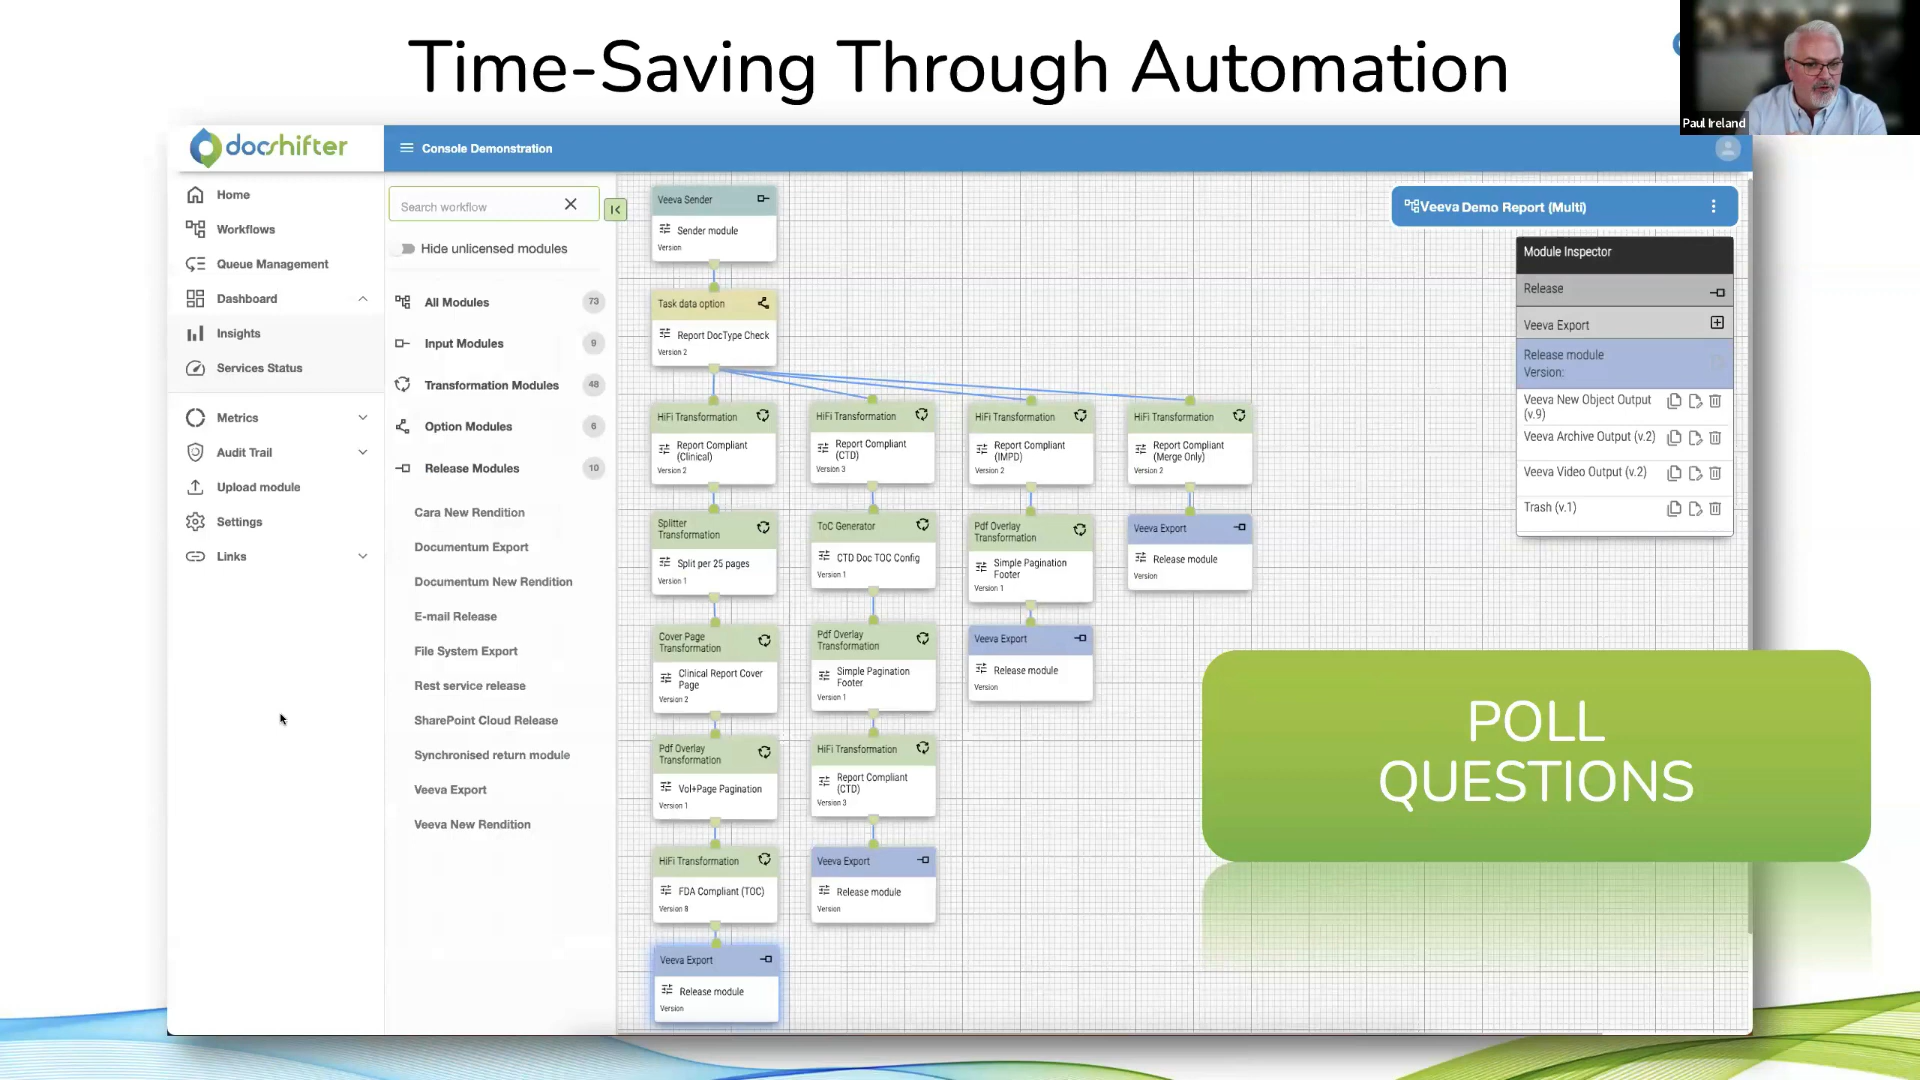 Time-Saving Through Automation
Paul Ireland
docshifter
Console Demonstration
Home
Workflows
Queue Management
Dashboard
Insights
Services Status
Metrics
Audit Trail
Upload module
Settings
Links
Search workflow
Hide unlicensed modules
All Modules 73
Input Modules 9
Transformation Modules 48
Option Modules 6
Release Modules 10
Cara New Rendition
Documentum Export
Documentum New Rendition
E-mail Release
File System Export
Rest service release
SharePoint Cloud Release
Synchronised return module
Veeva Export
Veeva New Rendition
Veeva Sender
Sender module
Version
Task data option
Report DocType Check
Version 2
HiFi Transformation
Report Compliant
(Clinical)
Version 2
Splitter
Transformation
Split per 25 pages
Version 1
Cover Page
Transformation
Clinical Report Cover
Page
Version 2
Pdf Overlay
Transformation
Vol+Page Pagination
Version 1
HiFi Transformation
FDA Compliant (TOC)
Version 8
Veeva Export
Release module
Version
HiFi Transformation
Report Compliant
(CTD)
Version 3
ToC Generator
CTD Doc TOC Config
Version 1
Pdf Overlay
Transformation
Simple Pagination
Footer
Version 1
HiFi Transformation
Report Compliant
(CTD)
Version 3
Veeva Export
Release module
Version
HiFi Transformation
Report Compliant
(IMPD)
Version 2
Pdf Overlay
Transformation
Simple Pagination
Footer
Version 1
Veeva Export
Release module
Version
HiFi Transformation
Report Compliant
(Merge Only)
Version 2
Veeva Export
Release module
Version
Veeva Demo Report (Multi)
Module Inspector
Release
Veeva Export
Release module
Version:
Veeva New Object Output
(v.9)
Veeva Archive Output (v.2)
Veeva Video Output (v.2)
Trash (v.1)
POLL
QUESTIONS